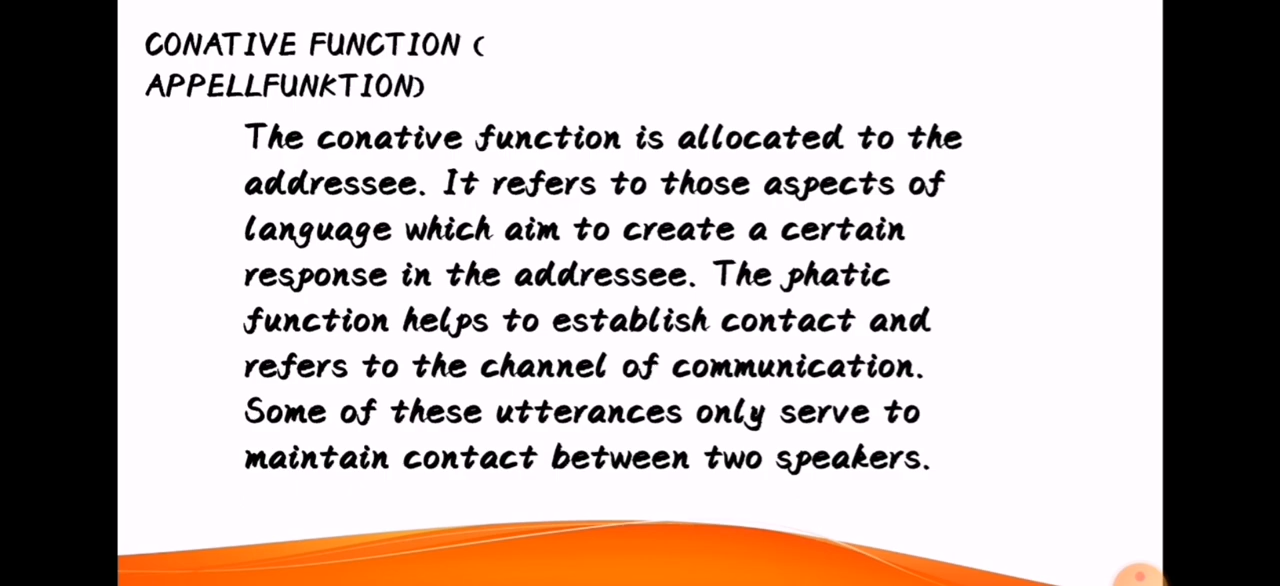 CONATIVE FUNCTION (
APPELLFUNKTION)
The conative function is allocated to the
addressee. It refers to those aspects of
language which aim to create a certain
response in the addressee. The phatic
function helps to establish contact and
refers to the channel of communication.
Some of these utterances only serve to
maintain contact between two speakers.